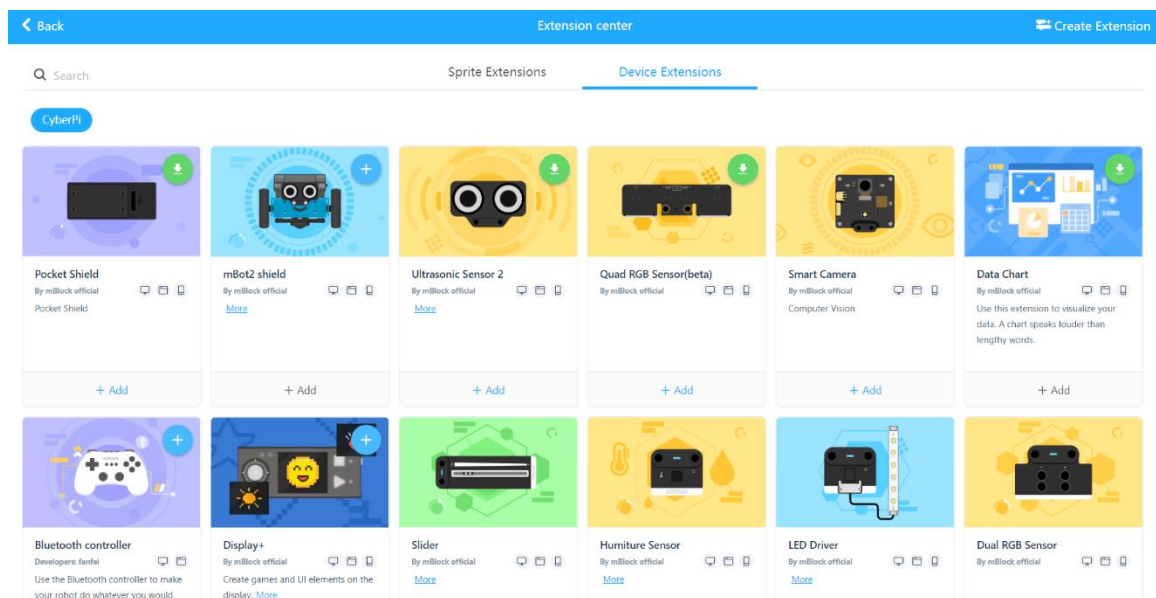 Back
Extension center
Create Extension
Search
Sprite Extensions
Device Extensions
CyberPi
Pocket Shield
By mBlock official
Pocket Shield
+ Add
mBot2 shield
By mBlock official
More
+ Add
Ultrasonic Sensor 2
By mBlock official
More
+ Add
Quad RGB Sensor(beta)
By mBlock official
+ Add
Smart Camera
By mBlock official
Computer Vision
+ Add
Data Chart
By mBlock official
Use this extension to visualize your
data. A chart speaks louder than
lengthy words.
+ Add
Bluetooth controller
Developers: fanfei
Use the Bluetooth controller to make
your robot do whatever you would
Display+
By mBlock official
Create games and UI elements on the
display. More
Slider
By mBlock official
More
Humiture Sensor
By mBlock official
More
LED Driver
By mBlock official
More
Dual RGB Sensor
By mBlock official